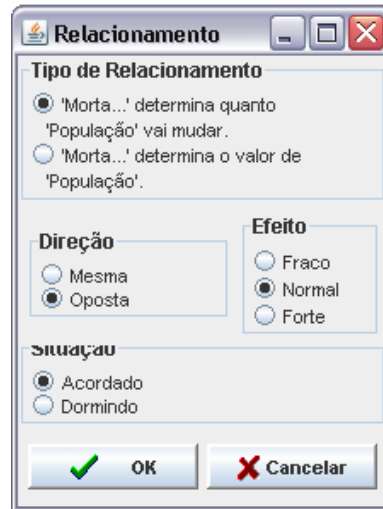 Relacionamento
Tipo de Relacionamento
'Morta...' determina quanto
'População' vai mudar.
'Morta...' determina o valor de
'População'.
Direção
Mesma
Oposta
Efeito
Fraco
Normal
Forte
Situação
Acordado
Dormindo
OK
Cancelar